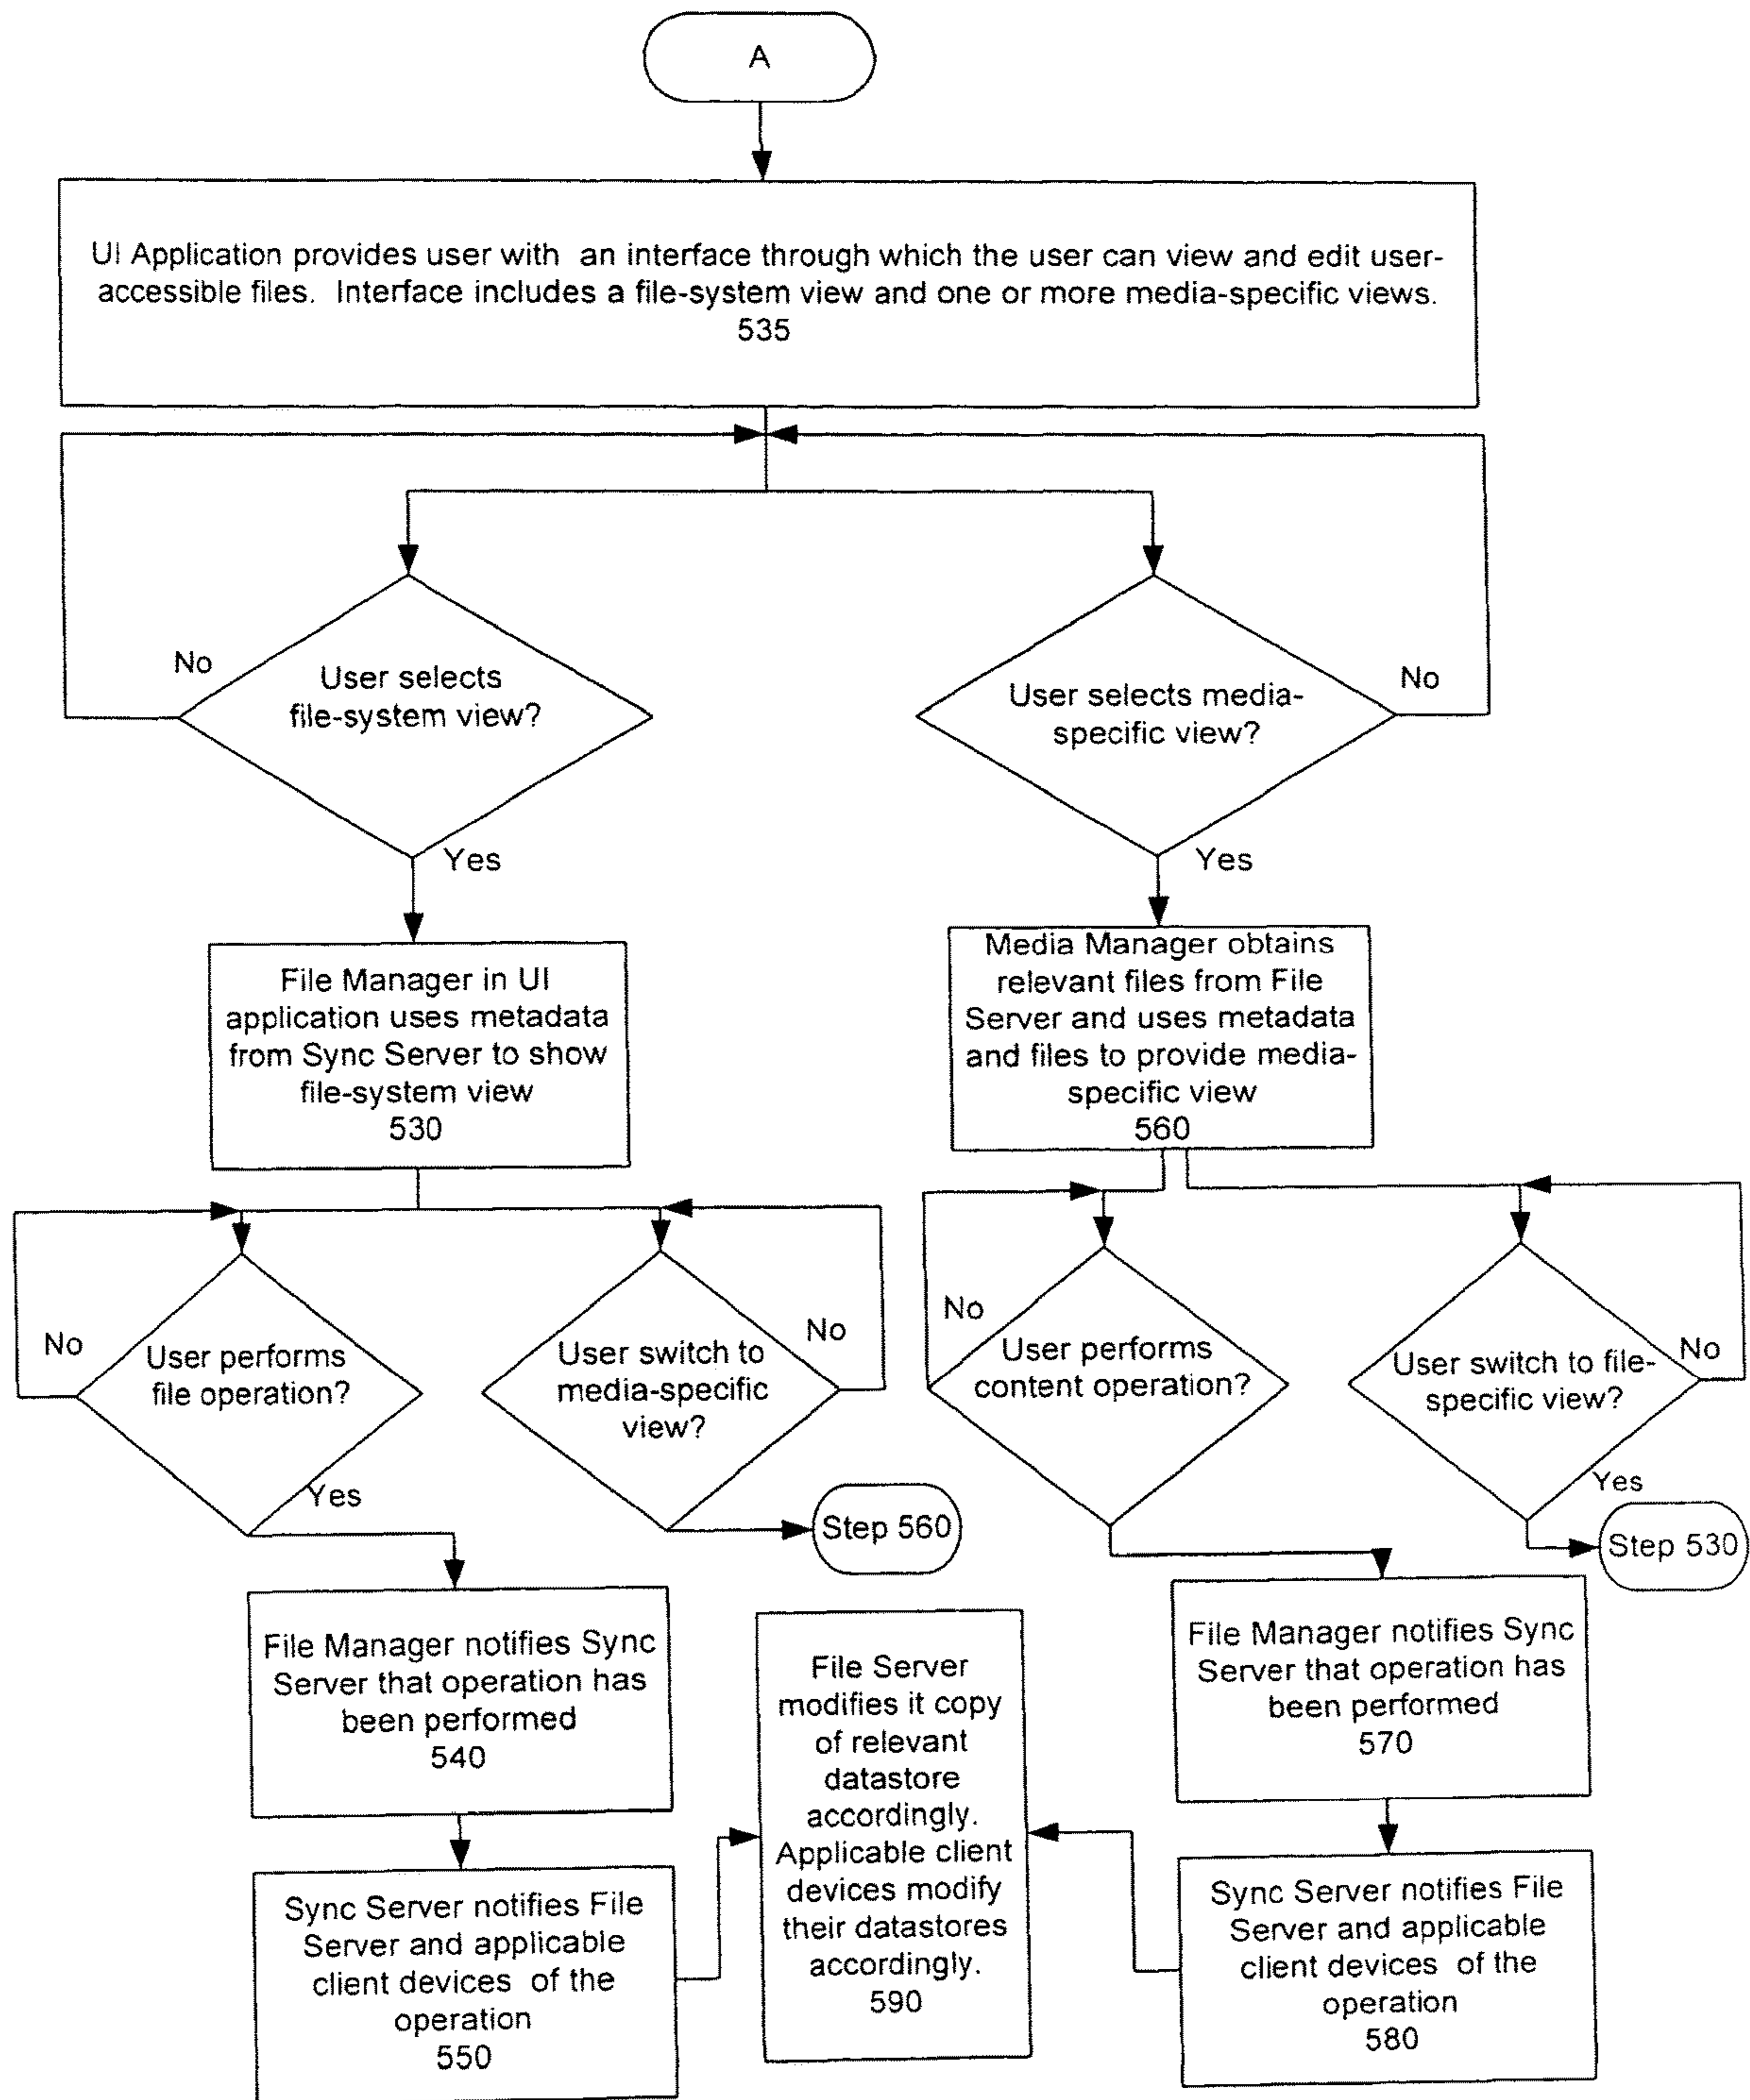 A
UI Application provides user with an interface through which the user can view and edit user-
accessible files. Interface includes a file-system view and one or more media-specific views.
535
No
User selects
file-system view?
Yes
User selects media-
specific view?
No
Yes
File Manager in UI
application uses metadata
from Sync Server to show
file-system view
530
Media Manager obtains
relevant files from File
Server and uses metadata
and files to provide media-
specific view
560
No
User performs
file operation?
Yes
User switch to
media-specific
view?
No
Step 560
No
User performs
content operation?
User switch to file-
specific view?
No
Yes
Step 530
File Manager notifies Sync
Server that operation has
been performed
540
File Server
modifies it copy
of relevant
datastore
accordingly.
Applicable client
devices modify
their datastores
accordingly.
590
File Manager notifies Sync
Server that operation has
been performed
570
Sync Server notifies File
Server and applicable
client devices of the
operation
550
Sync Server notifies File
Server and applicable
client devices of the
operation
580